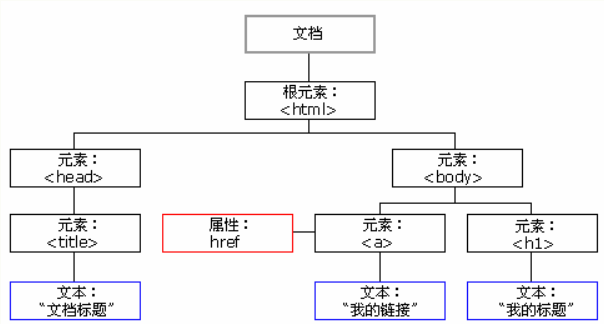 文档
根元素：
<html>
元素：
<head>
元素：
<body>
元素：
<title>
属性：
href
元素：
<a>
元素：
<h1>
文本：
“文档标题”
文本：
“我的链接”
文本：
“我的标题”